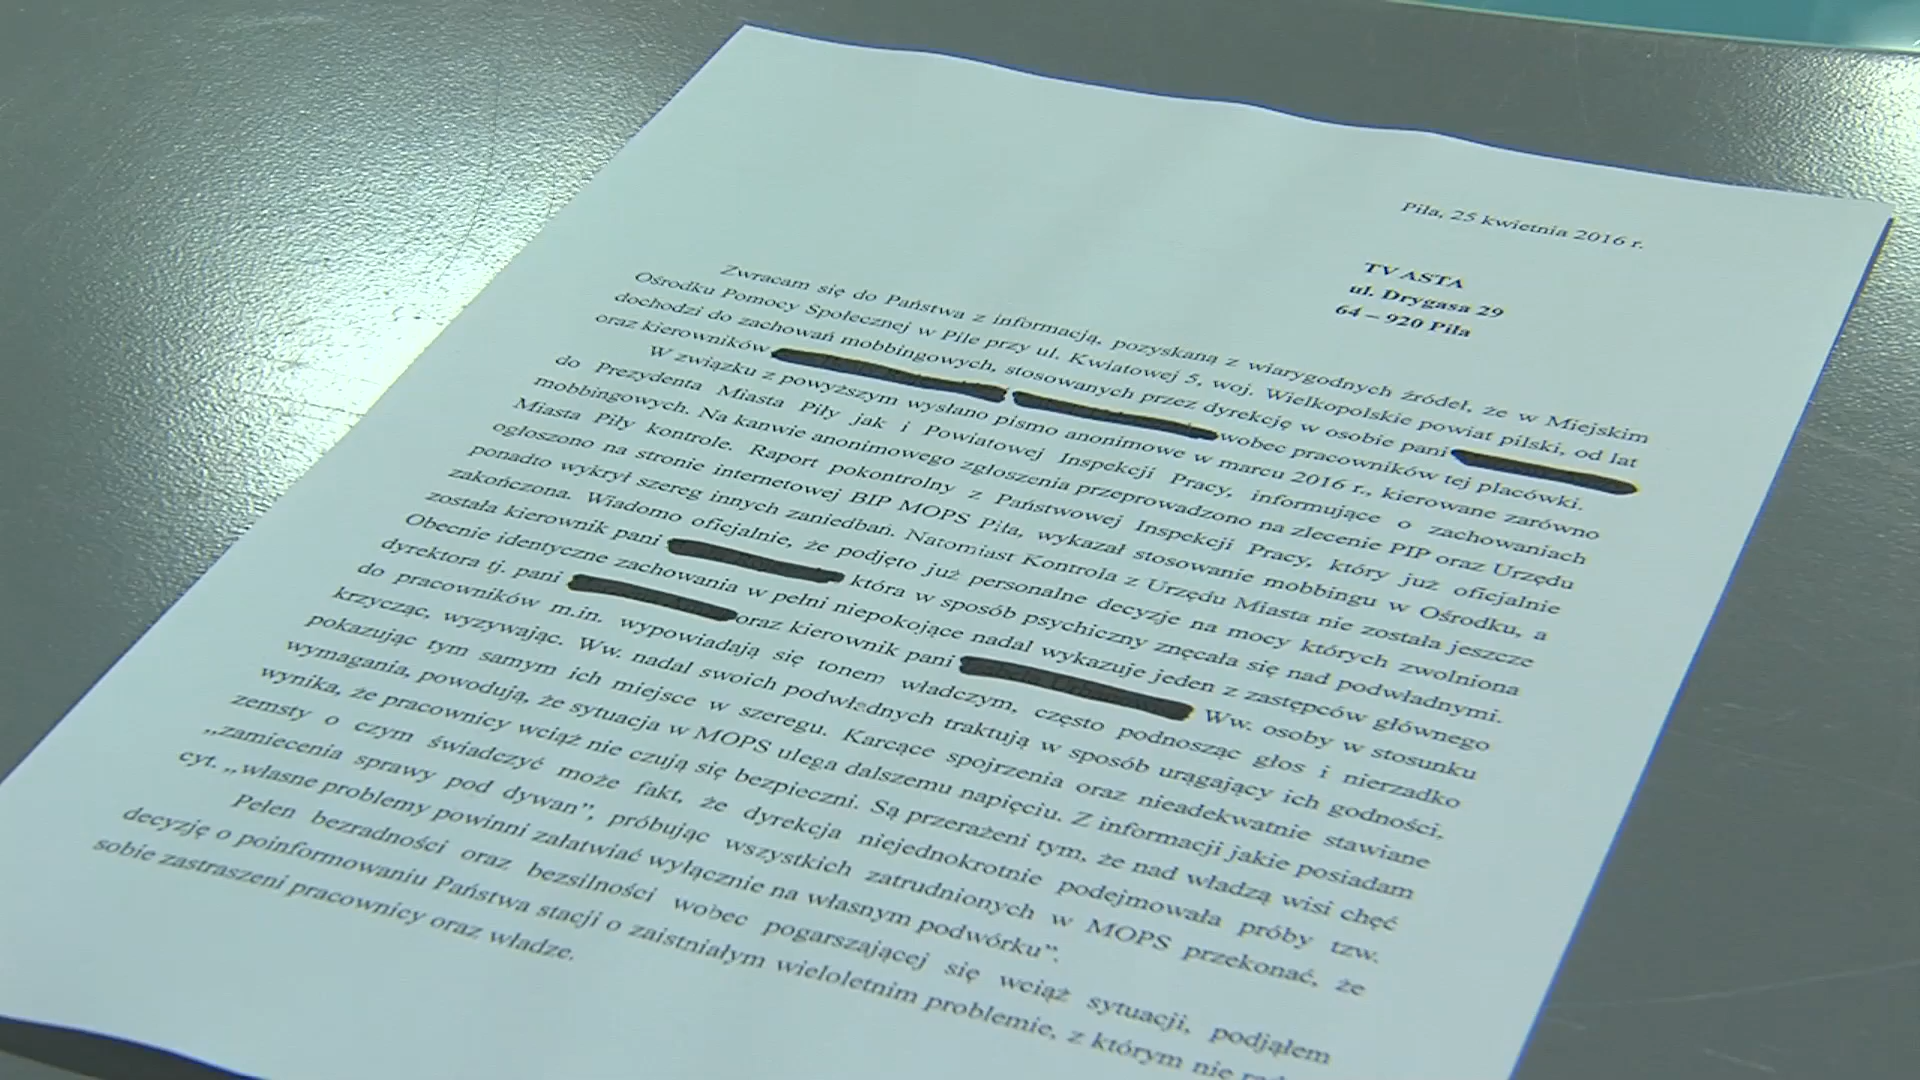 Piła, 25 kwietnia 2016 r.
TV ASTA
ul. Drygasa 29
64 – 920 Piła
Zwracam się do Państwa z informacją, pozyskaną z wiarygodnych źródeł, że w Miejskim
Ośrodku Pomocy Społecznej w Pile przy ul. Kwiatowej 5, woj. Wielkopolskie powiat pilski, od lat
dochodzi do zachowań mobbingowych, stosowanych przez dyrekcję w osobie pani
oraz kierowników wobec pracowników tej placówki.
W związku z powyższym wysłano pismo anonimowe w marcu 2016 r., kierowane zarówno
do Prezydenta Miasta Piły jak i Powiatowej Inspekcji Pracy, informujące o zachowaniach
mobbingowych. Na kanwie anonimowego zgłoszenia przeprowadzono na zlecenie PIP oraz Urzędu
Miasta Piły kontrole. Raport pokontrolny z Państwowej Inspekcji Pracy, który już oficjalnie
ogłoszono na stronie internetowej BIP MOPS Piła, wykazał stosowanie mobbingu w Ośrodku, a
ponadto wykrył szereg innych zaniedbań. Natomiast Kontrola z Urzędu Miasta nie została jeszcze
zakończona. Wiadomo oficjalnie, że podjęto już personalne decyzje na mocy których zwolniona
została kierownik pani która w sposób psychiczny znęcała się nad podwładnymi.
Obecnie identyczne zachowania w pełni niepokojące nadal wykazuje jeden z zastępców głównego
dyrektora tj. pani oraz kierownik pani Ww. osoby w stosunku
do pracowników m.in. wypowiadają się tonem władczym, często podnosząc głos i nierzadko
krzycząc, wyzywając. Ww. nadal swoich podwładnych traktują w sposób urągający ich godności,
pokazując tym samym ich miejsce w szeregu. Karcące spojrzenia oraz nieadekwatnie stawiane
wymagania, powodują, że sytuacja w MOPS ulega dalszemu napięciu. Z informacji jakie posiadam
wynika, że pracownicy wciąż nie czują się bezpieczni. Są przerażeni tym, że nad władzą wisi chęć
zemsty o czym świadczyć może fakt, że dyrekcja niejednokrotnie podejmowała próby tzw.
„zamiecenia sprawy pod dywan”, próbując wszystkich zatrudnionych w MOPS przekonać, że
cyt. „własne problemy powinni załatwiać wyłącznie na własnym podwórku”.
Pełen bezradności oraz bezsilności wobec pogarszającej się wciąż sytuacji, podjąłem
decyzję o poinformowaniu Państwa stacji o zaistniałym wieloletnim problemie, z którym nie
sobie zastraszeni pracownicy oraz władze.